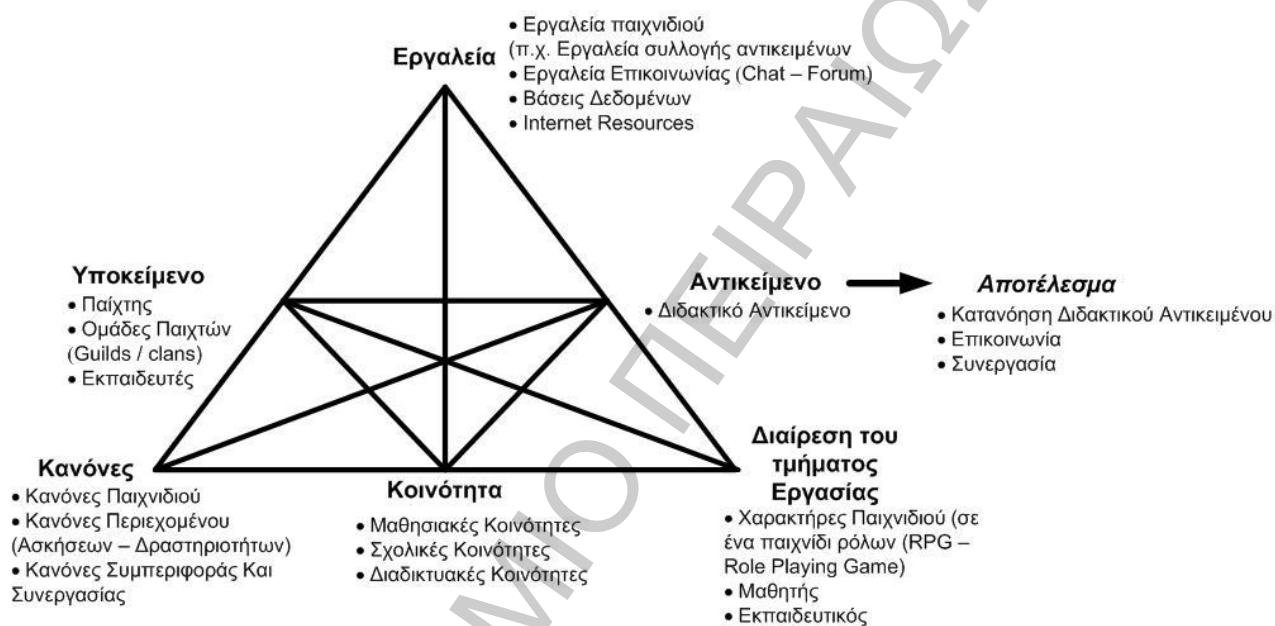 Εργαλεία
• Εργαλεία παιχνιδιού
(π.χ. Εργαλεία συλλογής αντικειμένων
• Εργαλεία Επικοινωνίας (Chat – Forum)
• Βάσεις Δεδομένων
• Internet Resources
Υποκείμενο
• Παίχτης
• Ομάδες Παιχτών
(Guilds / clans)
• Εκπαιδευτές
Αντικείμενο
• Διδακτικό Αντικείμενο
Αποτέλεσμα
• Κατανόηση Διδακτικού Αντικειμένου
• Επικοινωνία
• Συνεργασία
Κανόνες
• Κανόνες Παιχνιδιού
• Κανόνες Περιεχομένου
(Ασκήσεων – Δραστηριοτήτων)
• Κανόνες Συμπεριφοράς Και
Συνεργασίας
Κοινότητα
• Μαθησιακές Κοινότητες
• Σχολικές Κοινότητες
• Διαδικτυακές Κοινότητες
Διαίρεση του
τμήματος
Εργασίας
• Χαρακτήρες Παιχνιδιού (σε
ένα παιχνίδι ρόλων (RPG –
Role Playing Game)
• Μαθητής
• Εκπαιδευτικός
ΜΙΟ ΠΕΙΡΑΙΩΣ